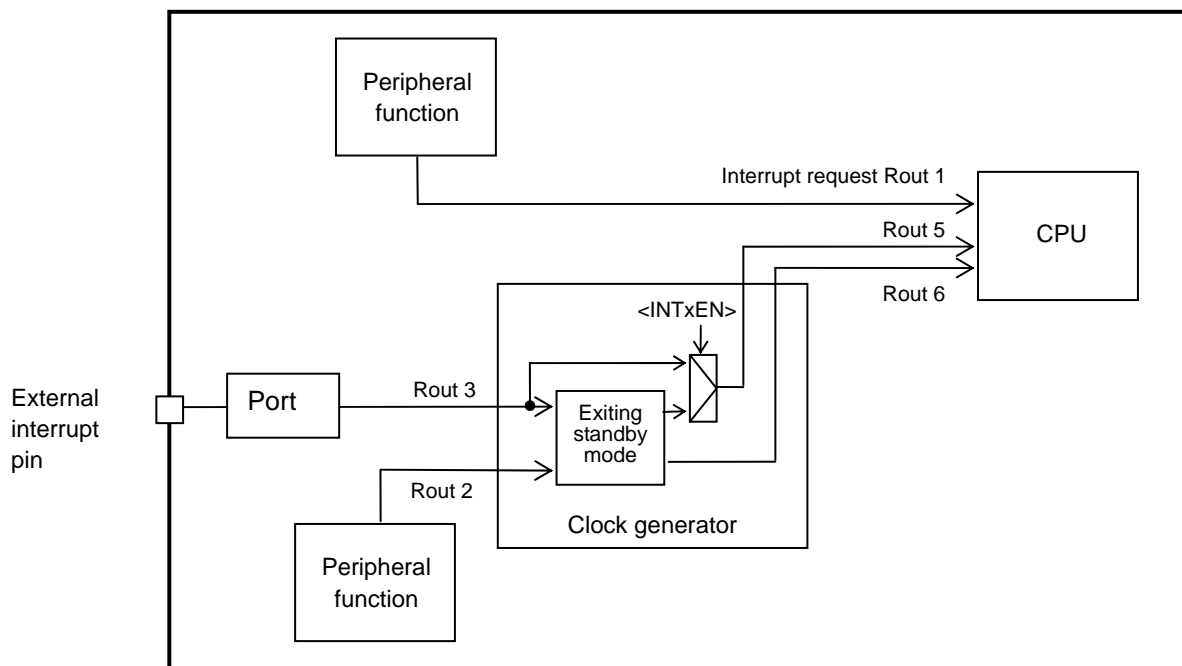 Peripheral
function
Interrupt request Rout 1
CPU
Rout 5
Rout 6
<INTxEN>
External
interrupt
pin
Port
Rout 3
Exiting
standby
mode
Rout 2
Clock generator
Peripheral
function